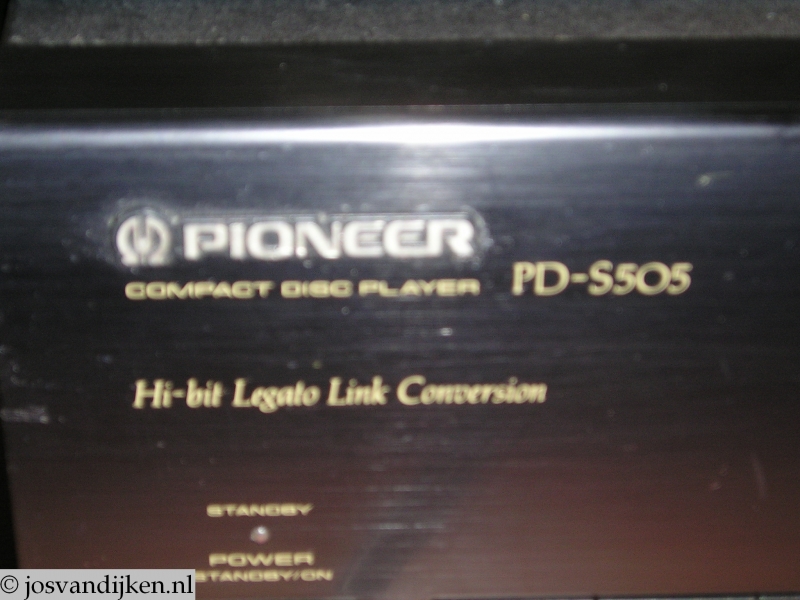 PIONEER
COMPACT DISC PLAYER PD-S505
Hi-bit Legato Link Conversion
STANDBY
POWER
STANDBY/ON
© josvandijken.nl